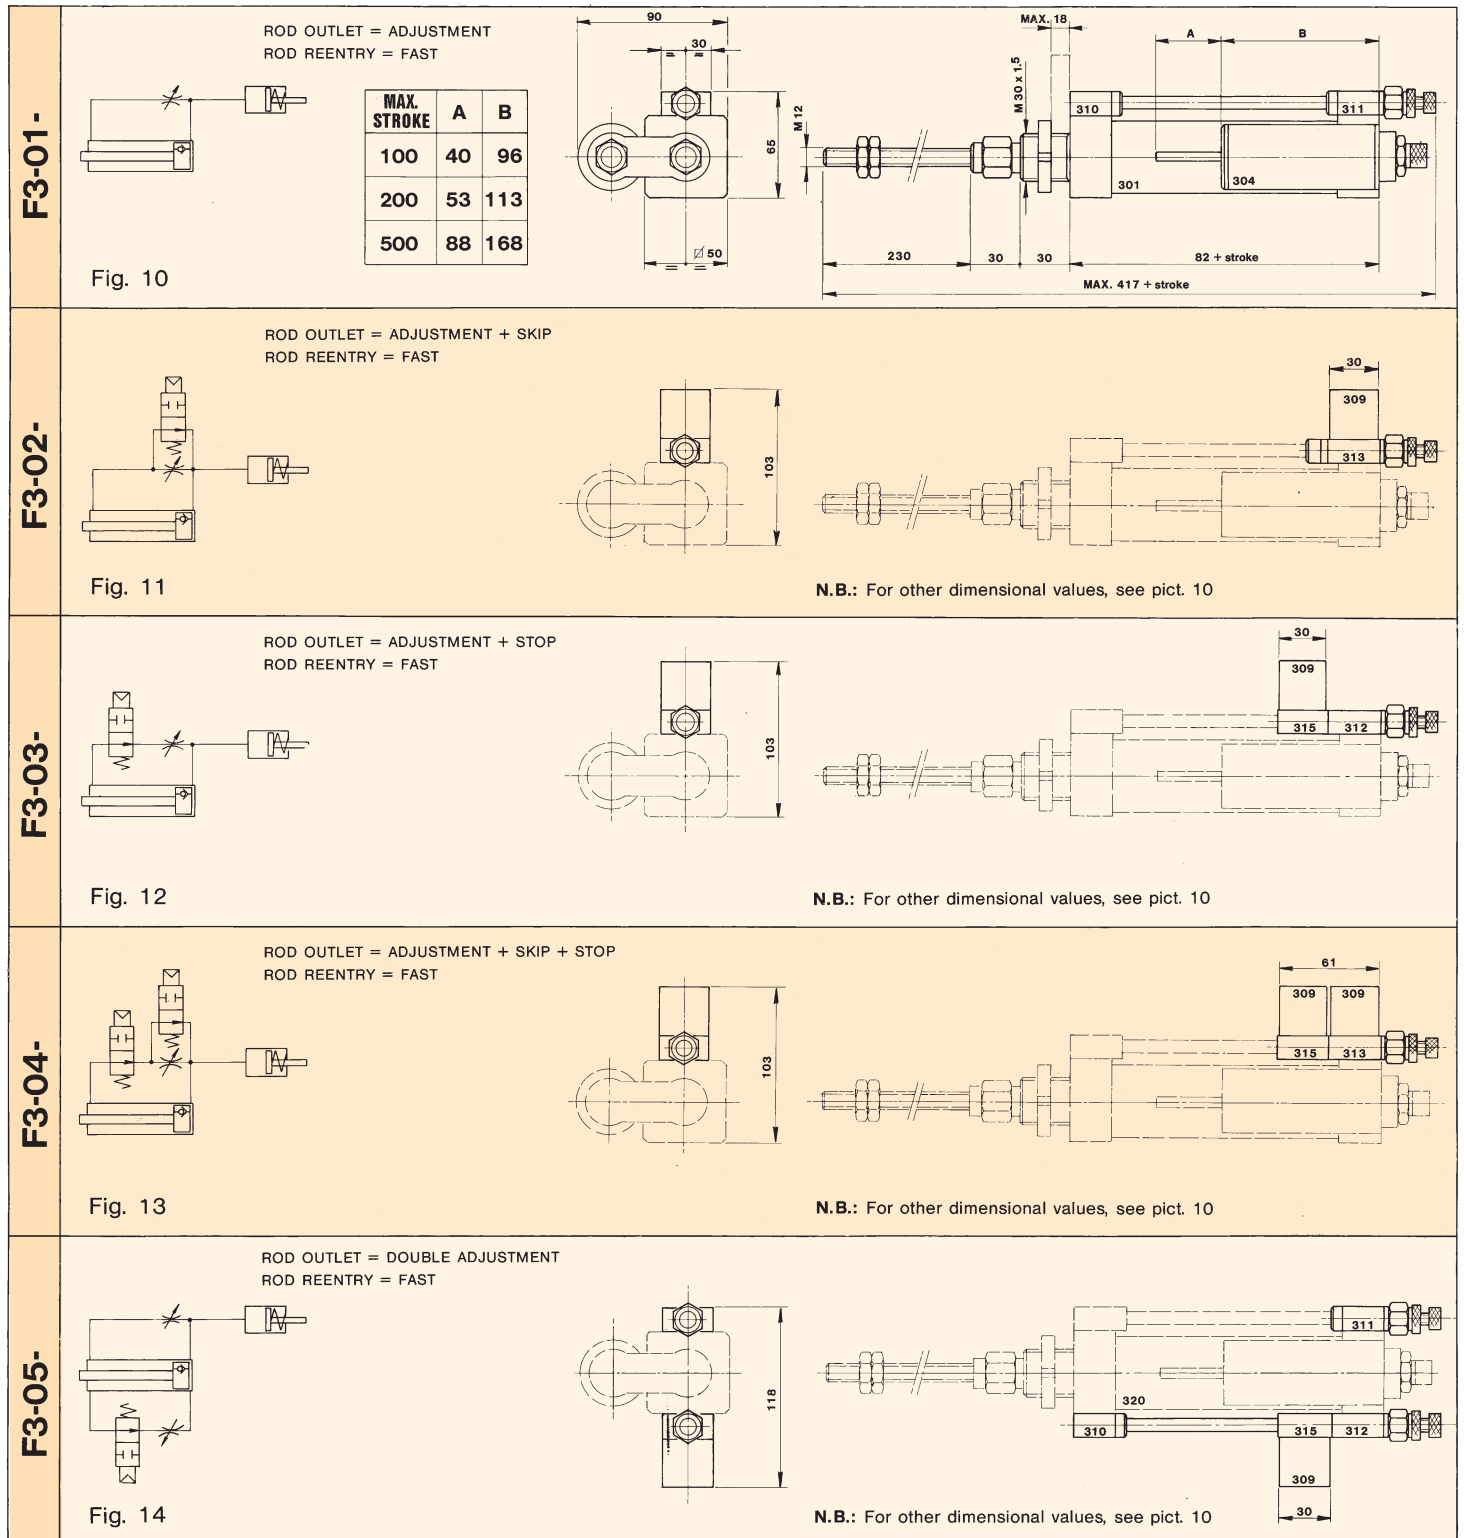 F3-01-
ROD OUTLET = ADJUSTMENT
ROD REENTRY = FAST
MAX. STROKE A B
100 40 96
200 53 113
500 88 168
Fig. 10
90
30
= =
65
⌀ 50
= =
MAX. 18
M 30 x 1.5
M 12
A B
310 311
301 304
230 30 30 82 + stroke
MAX. 417 + stroke
F3-02-
ROD OUTLET = ADJUSTMENT + SKIP
ROD REENTRY = FAST
Fig. 11
103
30
309
313
N.B.: For other dimensional values, see pict. 10
F3-03-
ROD OUTLET = ADJUSTMENT + STOP
ROD REENTRY = FAST
Fig. 12
103
30
309
315 312
N.B.: For other dimensional values, see pict. 10
F3-04-
ROD OUTLET = ADJUSTMENT + SKIP + STOP
ROD REENTRY = FAST
Fig. 13
103
61
309 309
315 313
N.B.: For other dimensional values, see pict. 10
F3-05-
ROD OUTLET = DOUBLE ADJUSTMENT
ROD REENTRY = FAST
Fig. 14
118
311
320
310 315 312
309
30
N.B.: For other dimensional values, see pict. 10